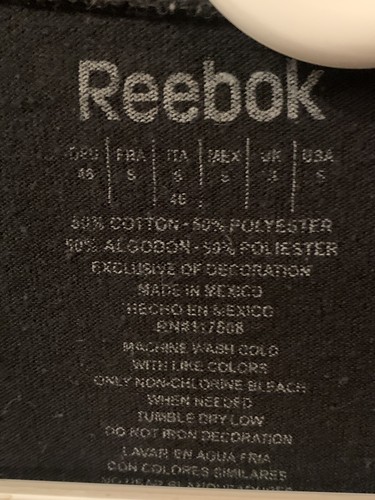 Reebok
DEU FRA ITA MEX UK USA
46 S S S S S
46
50% COTTON - 50% POLYESTER
50% ALGODON - 50% POLIESTER
EXCLUSIVE OF DECORATION
MADE IN MEXICO
HECHO EN MEXICO
RN#117508
MACHINE WASH COLD
WITH LIKE COLORS
ONLY NON-CHLORINE BLEACH
WHEN NEEDED
TUMBLE DRY LOW
DO NOT IRON DECORATION
LAVAR EN AQUA FRIA
CON COLORES SIMILARES